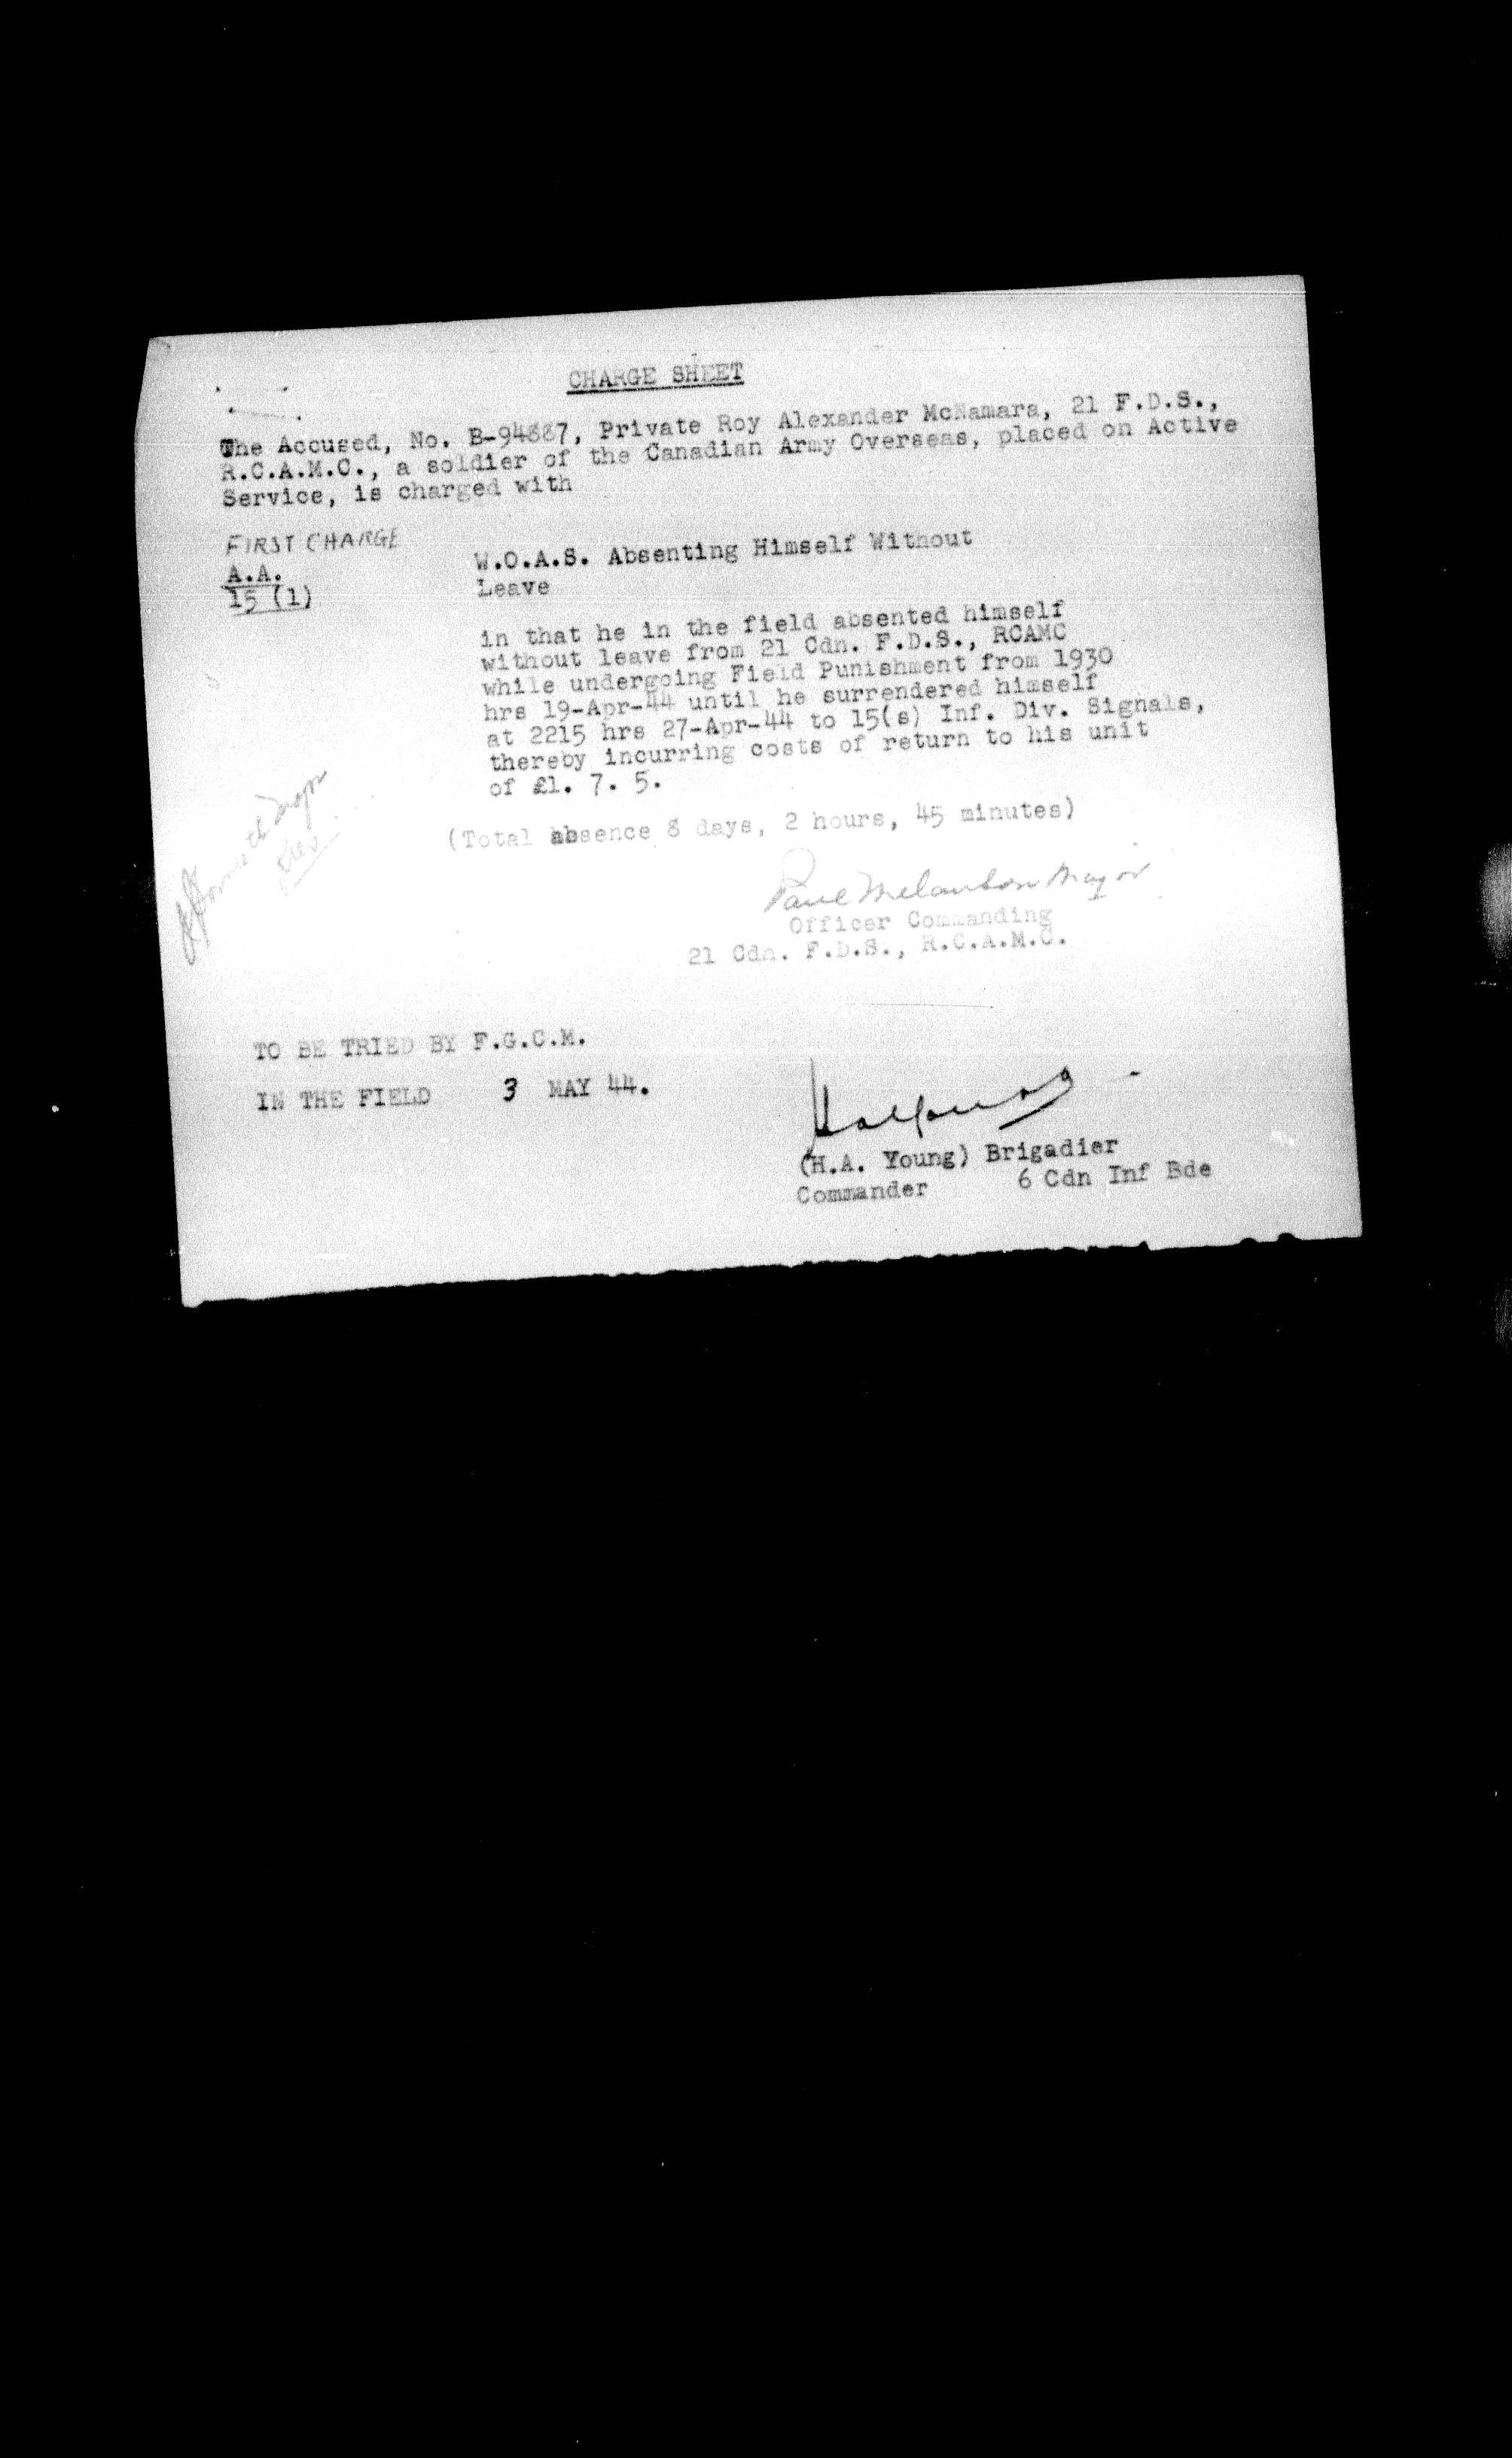 CHARGE SHEET
The Accused, No. B-94887, Private Roy Alexander McNamara, 21 F.D.S.,
R.C.A.M.C., a soldier of the Canadian Army Overseas, placed on Active
Service, is charged with
FIRST CHARGE
A.A.
15 (1)
W.O.A.S. Absenting Himself Without
Leave
in that he in the field absented himself
without leave from 21 Cdn. F.D.S., RCAMC
while undergoing Field Punishment from 1930
hrs 19-Apr-44 until he surrendered himself
at 2215 hrs 27-Apr-44 to 15(s) Inf. Div. Signals,
thereby incurring costs of return to his unit
of £1. 7. 5.
(Total absence 8 days, 2 hours, 45 minutes)
Major
Pres.
Paul Melanson Major
Officer Commanding
21 Cdn. F.D.S., R.C.A.M.C.
TO BE TRIED BY F.G.C.M.
IN THE FIELD 3 MAY 44.
(H.A. Young) Brigadier
Commander 6 Cdn Inf Bde